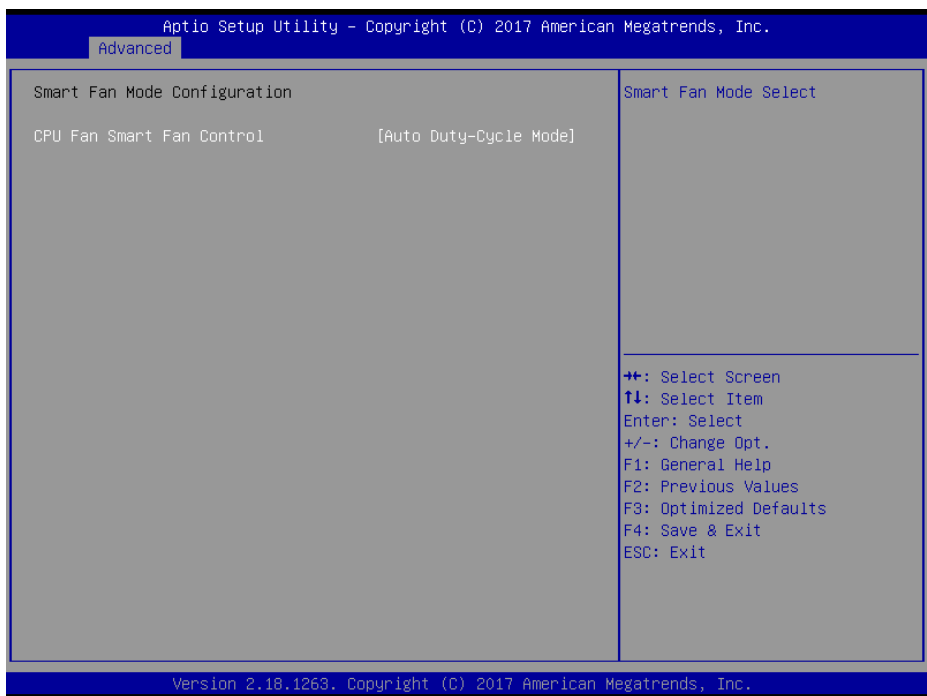 Aptio Setup Utility – Copyright (C) 2017 American Megatrends, Inc.
Advanced
Smart Fan Mode Configuration
CPU Fan Smart Fan Control [Auto Duty-Cycle Mode]
Smart Fan Mode Select
→←: Select Screen
↑↓: Select Item
Enter: Select
+/-: Change Opt.
F1: General Help
F2: Previous Values
F3: Optimized Defaults
F4: Save & Exit
ESC: Exit
Version 2.18.1263. Copyright (C) 2017 American Megatrends, Inc.